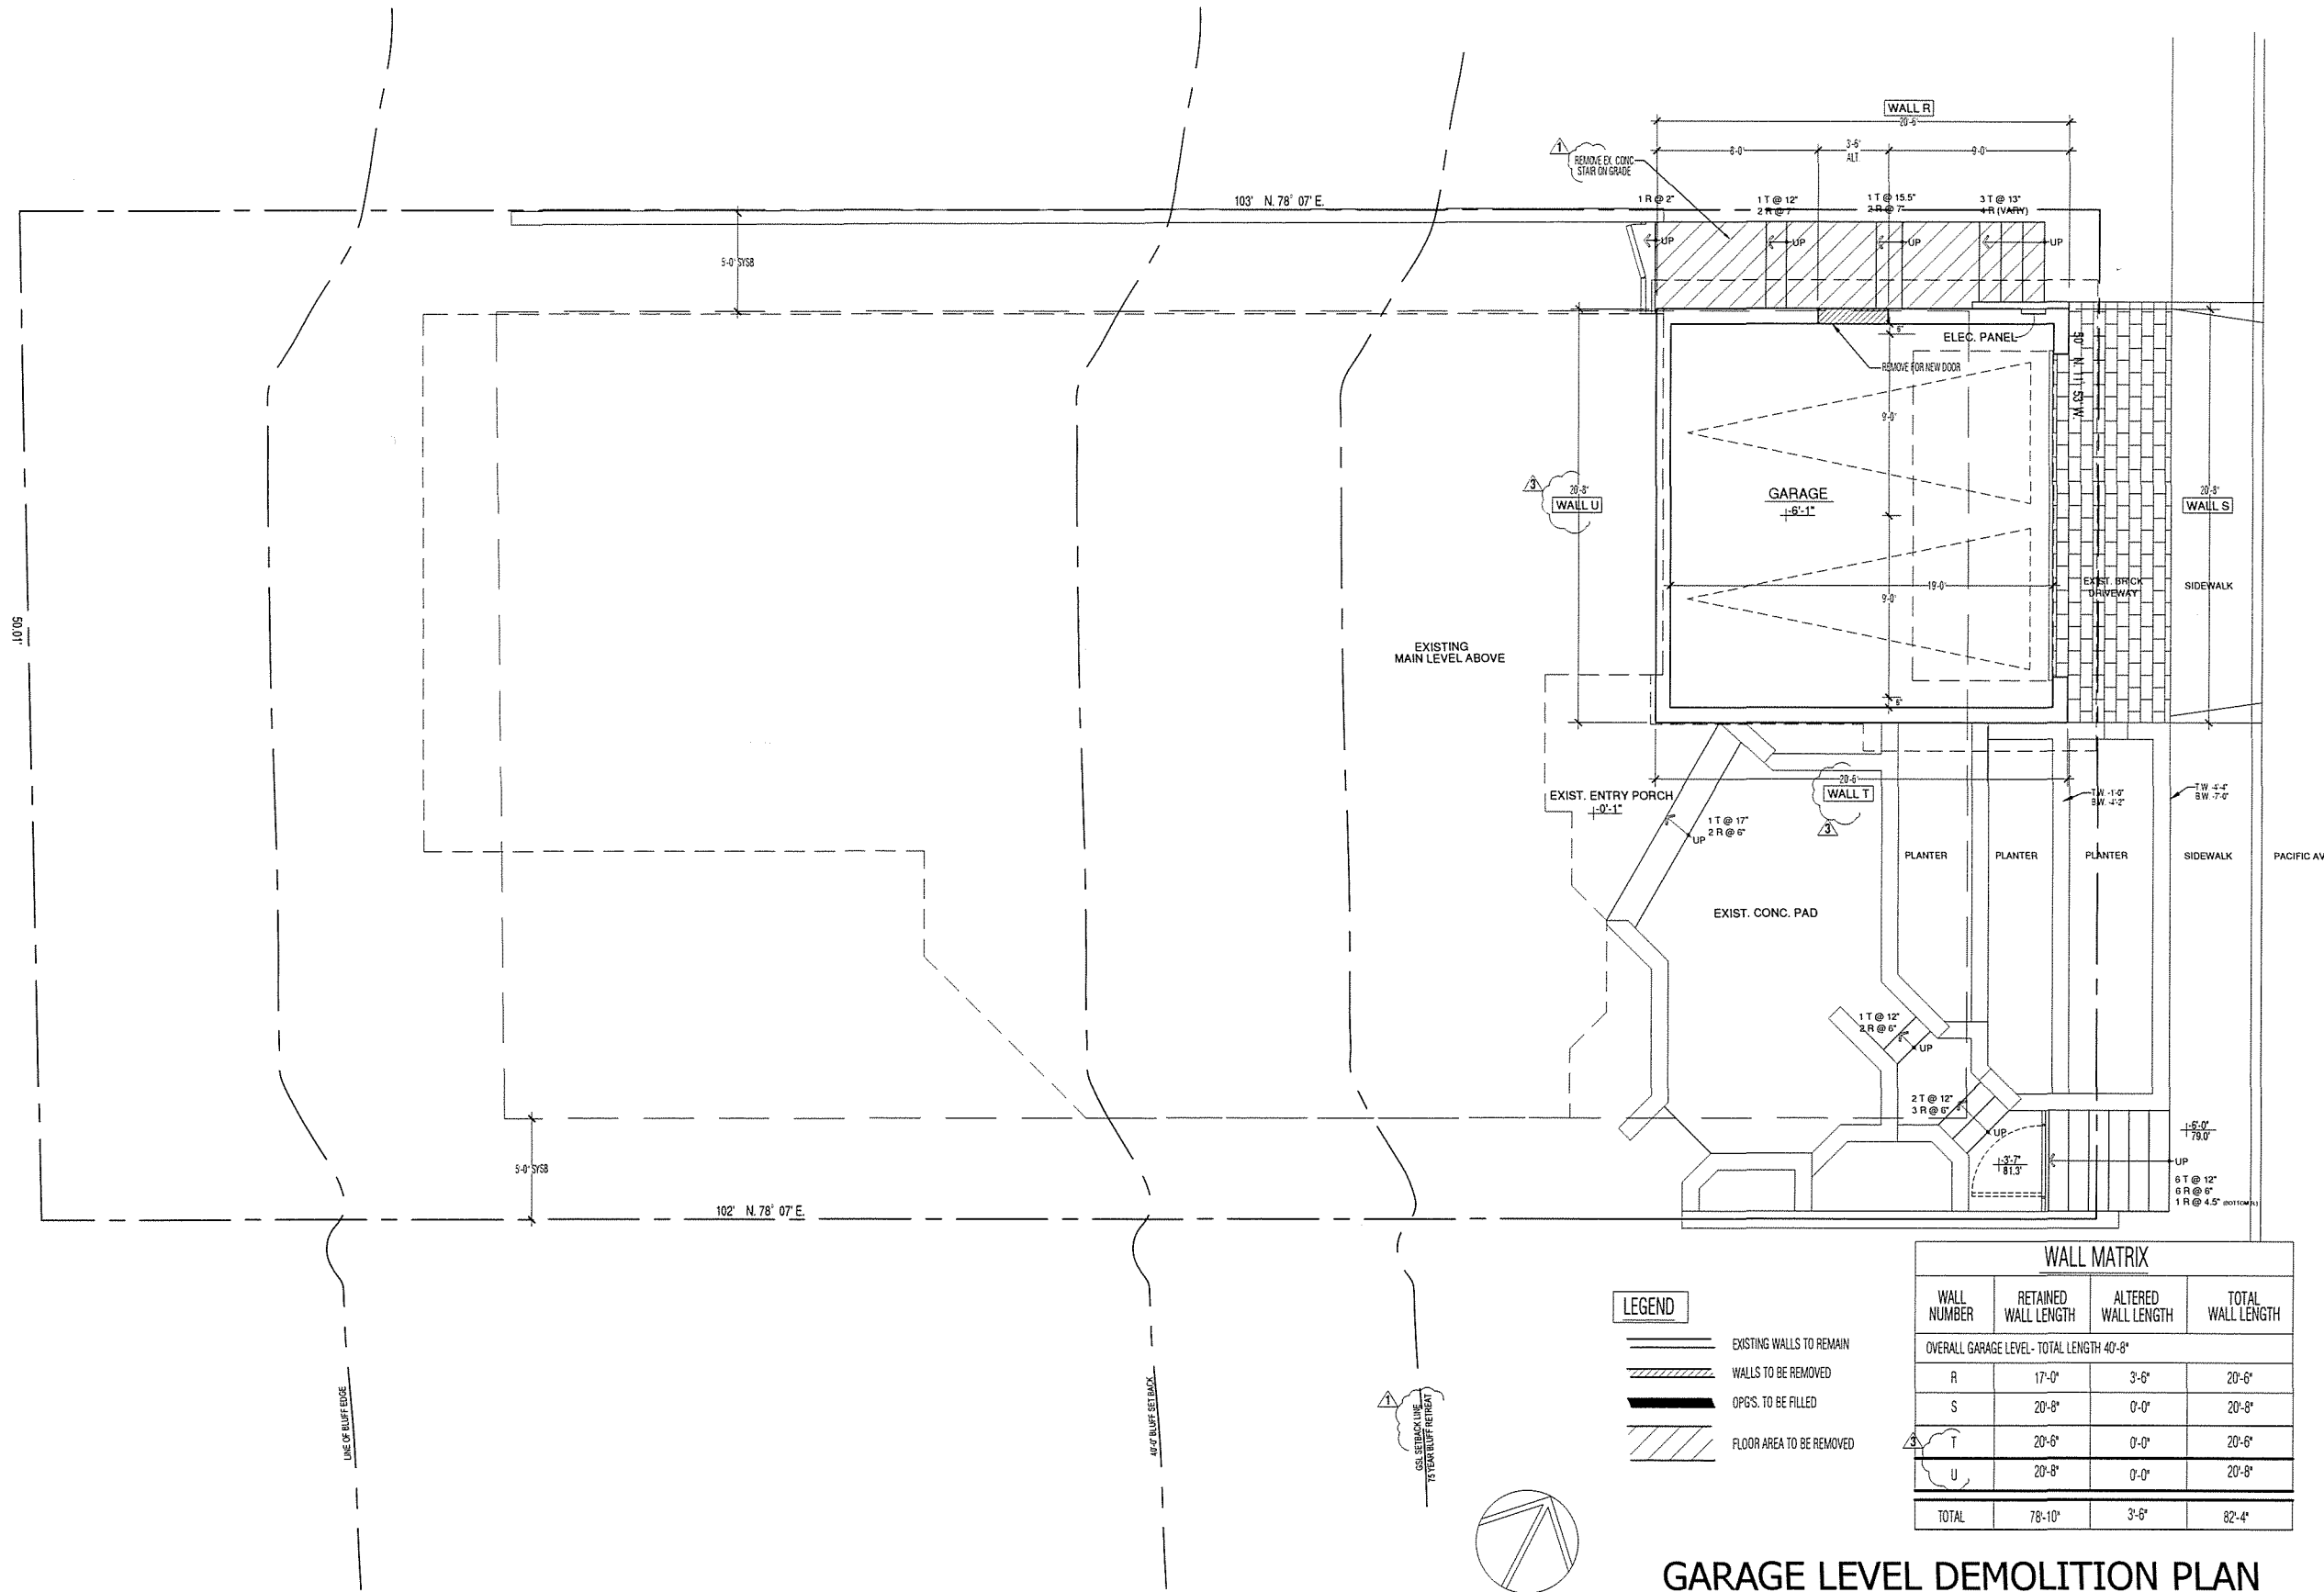 WALL R
20'-6"
8'-0"
3'-6"
ALT.
9'-0"
1
REMOVE EX. CONC
STAIR ON GRADE
103' N. 78° 07' E.
1 R @ 2"
1 T @ 12"
2 R @ 7"
1 T @ 15.5"
2 R @ 7"
3 T @ 13"
4 R (VARY)
UP
UP
UP
UP
5'-0" SYSB
6"
ELEC. PANEL
REMOVE FOR NEW DOOR
50' N. 11° 53' W.
9'-0"
3
20'-8"
WALL U
GARAGE
-6'-1"
20'-8"
WALL S
19'-0"
9'-0"
EXIST. BRICK
DRIVEWAY
SIDEWALK
50.01'
EXISTING
MAIN LEVEL ABOVE
6"
20'-6"
WALL T
3
EXIST. ENTRY PORCH
-0'-1"
T.W. -1'-0"
B.W. -4'-2"
T.W. -4'-4"
B.W. -7'-0"
1 T @ 17"
2 R @ 6"
UP
PLANTER
PLANTER
PLANTER
SIDEWALK
PACIFIC AV
EXIST. CONC. PAD
1 T @ 12"
2 R @ 6"
UP
2 T @ 12"
3 R @ 6"
UP
-6'-0"
79.0'
-3'-7"
81.3'
UP
6 T @ 12"
6 R @ 6"
1 R @ 4.5"
5'-0" SYSB
102' N. 78° 07' E.
LINE OF BLUFF EDGE
40'-0" BLUFF SET BACK
1
GSL SETBACK LINE
75 YEAR BLUFF RETREAT
LEGEND
EXISTING WALLS TO REMAIN
WALLS TO BE REMOVED
OPG'S. TO BE FILLED
FLOOR AREA TO BE REMOVED
WALL MATRIX
WALL NUMBER RETAINED WALL LENGTH ALTERED WALL LENGTH TOTAL WALL LENGTH
OVERALL GARAGE LEVEL- TOTAL LENGTH 40'-8"
R 17'-0" 3'-6" 20'-6"
S 20'-8" 0'-0" 20'-8"
3 T 20'-6" 0'-0" 20'-6"
U 20'-8" 0'-0" 20'-8"
TOTAL 78'-10" 3'-6" 82'-4"
GARAGE LEVEL DEMOLITION PLAN